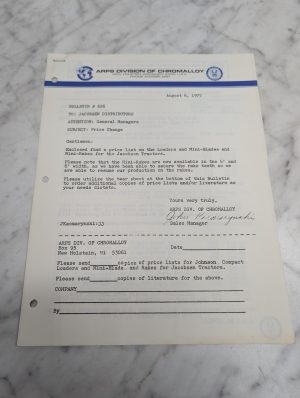 ARPS DIVISION OF CHROMALLOY
August 6, 1975
BULLETIN #
TO: JACOBSEN DISTRIBUTORS
ATTENTION: General Managers
SUBJECT: Price Change
Gentlemen:
Enclosed find a price list on the Loaders and Mini-Blades and
Mini-Rakes for the Jacobsen Tractors.
Please note that the Mini-Rakes are now available in the and
width, as we have been able to secure the rake teeth so we
are able to resume our production on the rakes.
Please utilize the tear sheet at the bottom of this Bulletin
to order additional copies of price lists and/or literature as your
needs dictate.
Yours very truly,
ARPS DIV. OF CHROMALLOY
Sales Manager
ARPS DIV. OF CHROMALLOY
Box 95
New Holstein, WI 53061
Date
Please send copies of price lists for Johnson Compact
Loaders and Mini-Blade and Rakes for Jacobsen Tractors.
Please send copies of literature for the above.
COMPANY
By